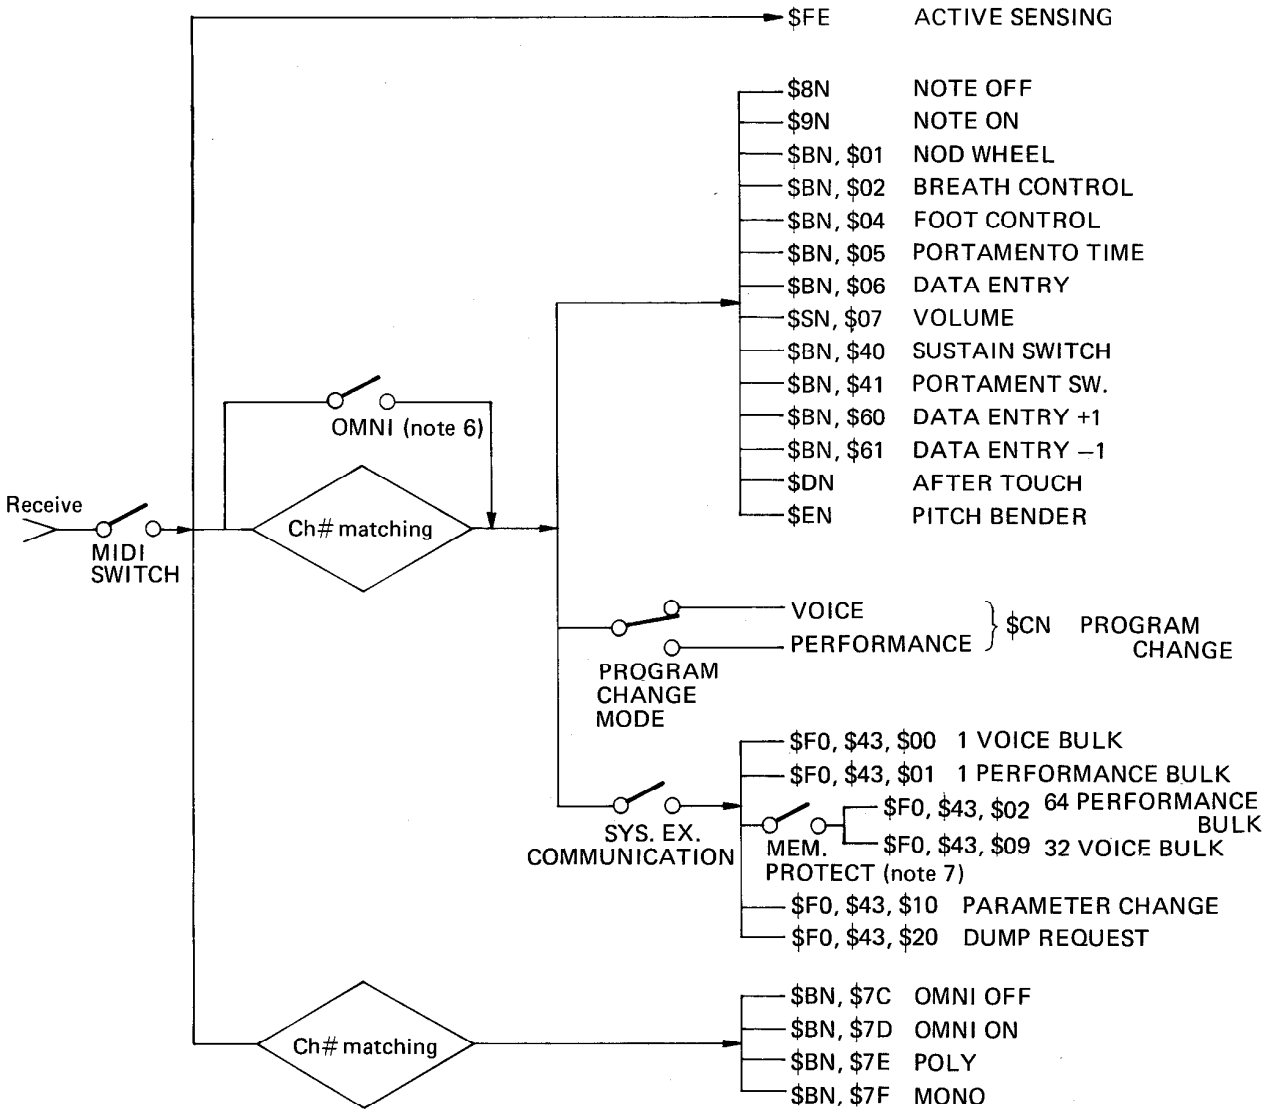 $FE ACTIVE SENSING
$8N NOTE OFF
$9N NOTE ON
$BN, $01 NOD WHEEL
$BN, $02 BREATH CONTROL
$BN, $04 FOOT CONTROL
$BN, $05 PORTAMENTO TIME
$BN, $06 DATA ENTRY
$SN, $07 VOLUME
$BN, $40 SUSTAIN SWITCH
$BN, $41 PORTAMENT SW.
$BN, $60 DATA ENTRY +1
$BN, $61 DATA ENTRY −1
$DN AFTER TOUCH
$EN PITCH BENDER
OMNI (note 6)
Receive
MIDI
SWITCH
Ch# matching
VOICE
PERFORMANCE
$CN PROGRAM
CHANGE
PROGRAM
CHANGE
MODE
$F0, $43, $00 1 VOICE BULK
$F0, $43, $01 1 PERFORMANCE BULK
$F0, $43, $02 64 PERFORMANCE
BULK
$F0, $43, $09 32 VOICE BULK
SYS. EX.
COMMUNICATION
MEM.
PROTECT (note 7)
$F0, $43, $10 PARAMETER CHANGE
$F0, $43, $20 DUMP REQUEST
Ch# matching
$BN, $7C OMNI OFF
$BN, $7D OMNI ON
$BN, $7E POLY
$BN, $7F MONO